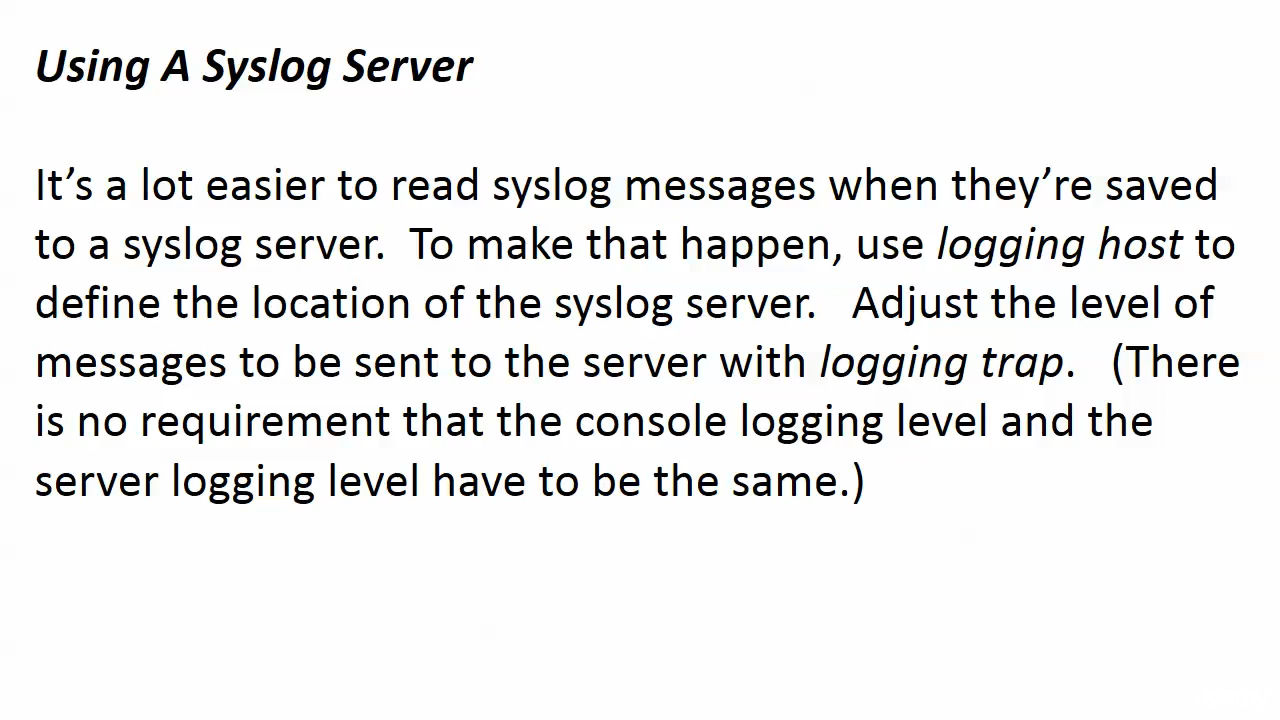 Using A Syslog Server
It’s a lot easier to read syslog messages when they’re saved
to a syslog server.  To make that happen, use logging host to
define the location of the syslog server.   Adjust the level of
messages to be sent to the server with logging trap.   (There
is no requirement that the console logging level and the
server logging level have to be the same.)